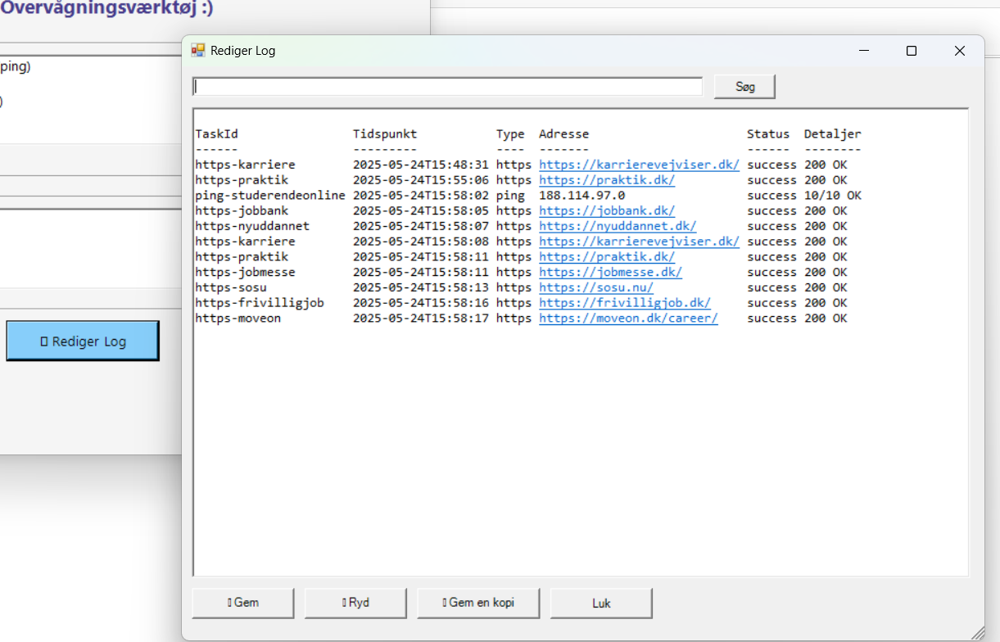 Overvågningsværktøj :)
ping)
)
Rediger Log
Rediger Log
Søg
TaskId Tidspunkt Type Adresse Status Detaljer
------ --------- ---- ------- ------ --------
https-karriere 2025-05-24T15:48:31 https https://karrierevejviser.dk/ success 200 OK
https-praktik 2025-05-24T15:55:06 https https://praktik.dk/ success 200 OK
ping-studerendeonline 2025-05-24T15:58:02 ping 188.114.97.0 success 10/10 OK
https-jobbank 2025-05-24T15:58:05 https https://jobbank.dk/ success 200 OK
https-nyuddannet 2025-05-24T15:58:07 https https://nyuddannet.dk/ success 200 OK
https-karriere 2025-05-24T15:58:08 https https://karrierevejviser.dk/ success 200 OK
https-praktik 2025-05-24T15:58:11 https https://praktik.dk/ success 200 OK
https-jobmesse 2025-05-24T15:58:11 https https://jobmesse.dk/ success 200 OK
https-sosu 2025-05-24T15:58:13 https https://sosu.nu/ success 200 OK
https-frivilligjob 2025-05-24T15:58:16 https https://frivilligjob.dk/ success 200 OK
https-moveon 2025-05-24T15:58:17 https https://moveon.dk/career/ success 200 OK
Gem
Ryd
Gem en kopi
Luk